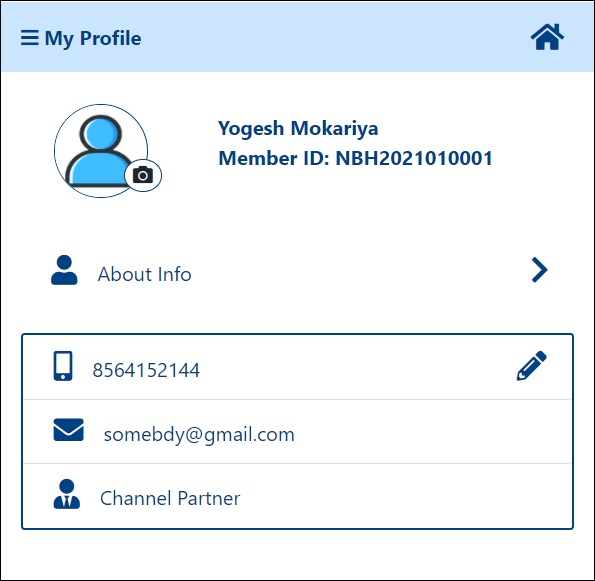 My Profile
Yogesh Mokariya
Member ID: NBH2021010001
About Info
8564152144
somebdy@gmail.com
Channel Partner